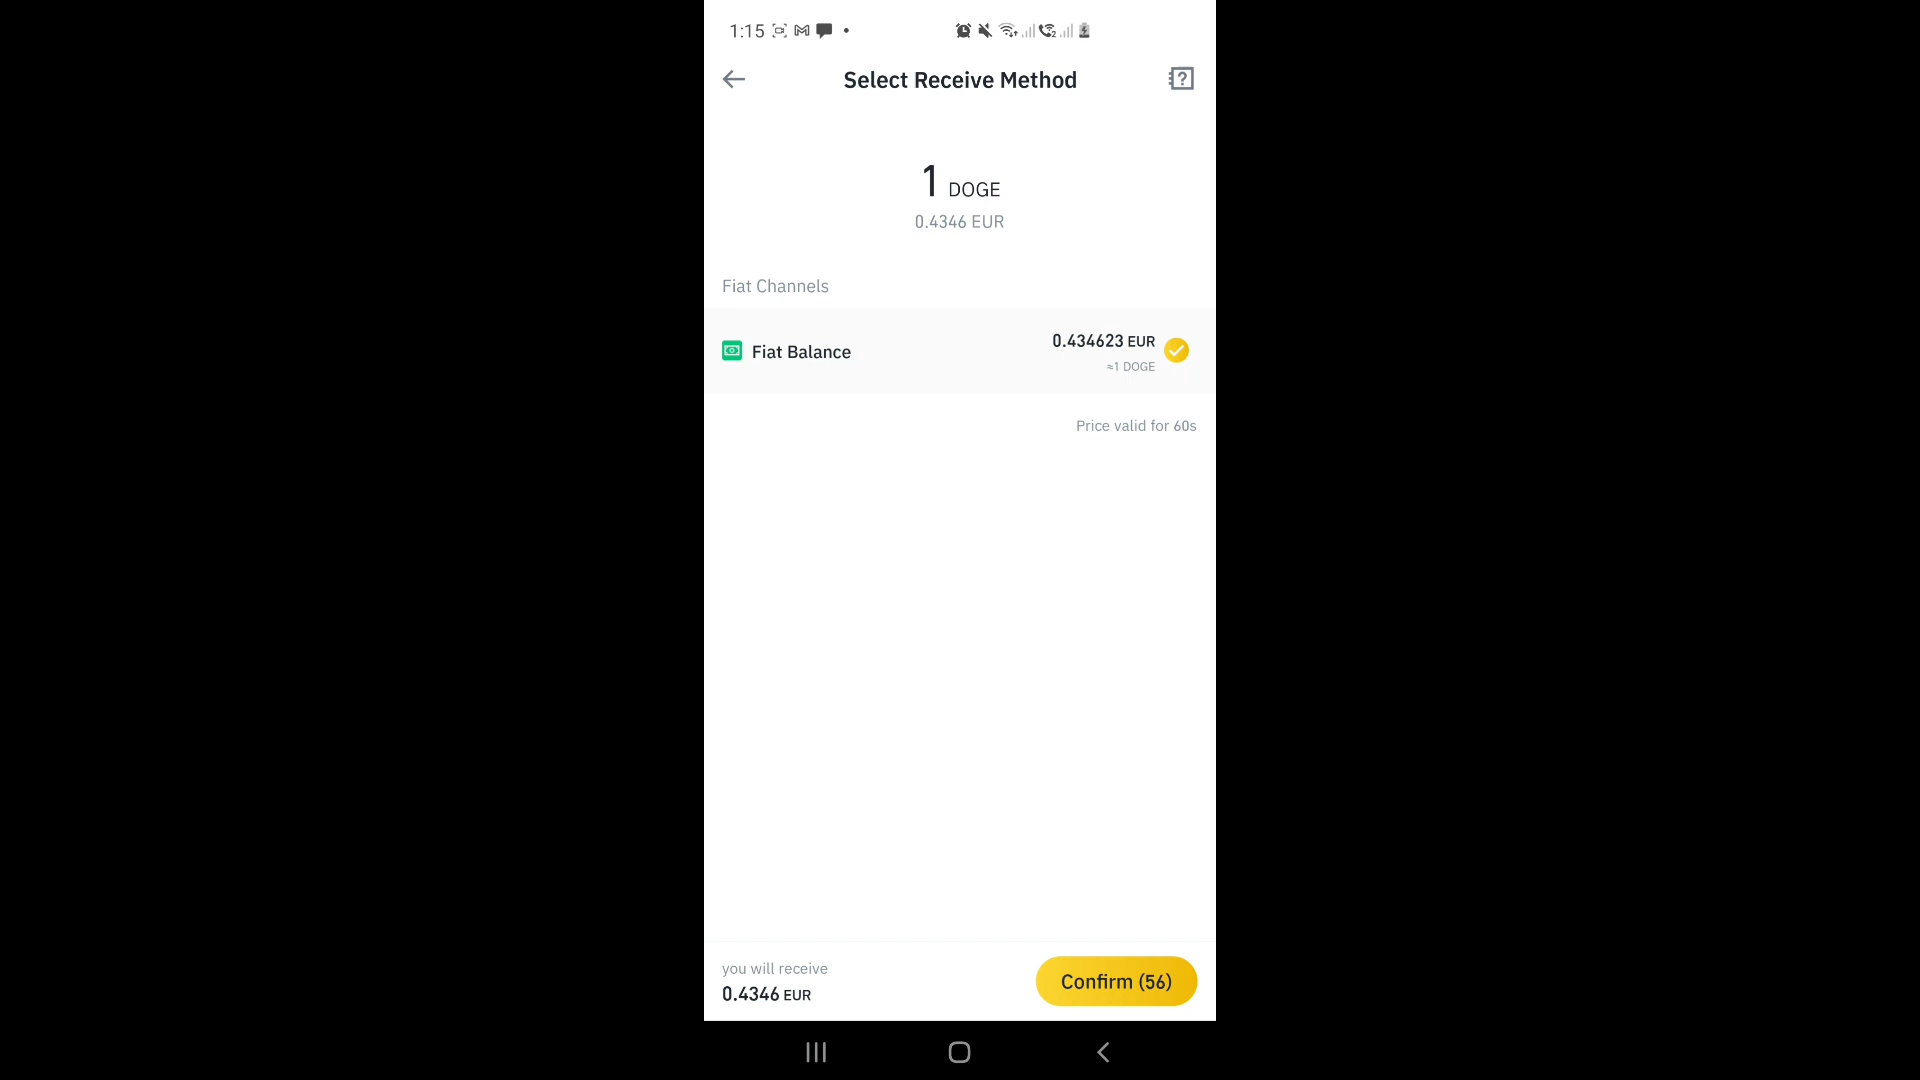 1:15
Select Receive Method
1 DOGE
0.4346 EUR
Fiat Channels
Fiat Balance
0.434623 EUR
≈1 DOGE
Price valid for 60s
you will receive
0.4346 EUR
Confirm (56)